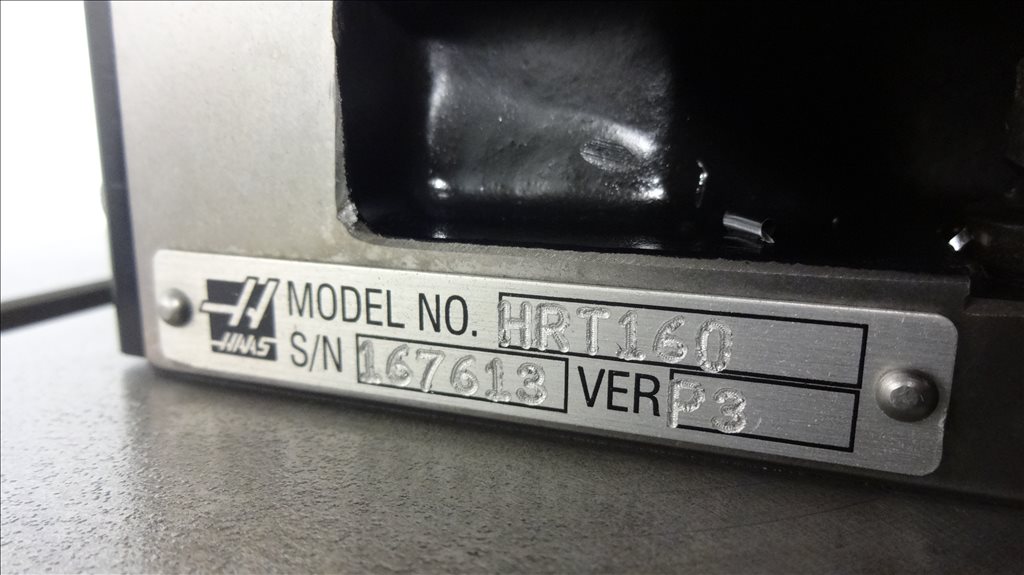 HAAS
MODEL NO. HRT160
S/N 167613 VER P3